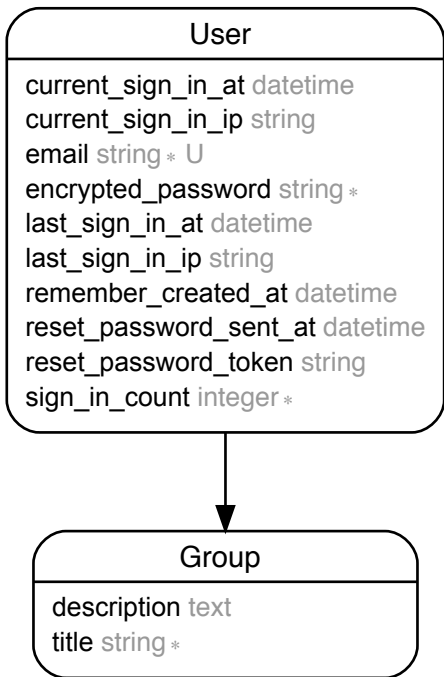 User
current_sign_in_at datetime
current_sign_in_ip string
email string * U
encrypted_password string *
last_sign_in_at datetime
last_sign_in_ip string
remember_created_at datetime
reset_password_sent_at datetime
reset_password_token string
sign_in_count integer *
Group
description text
title string *